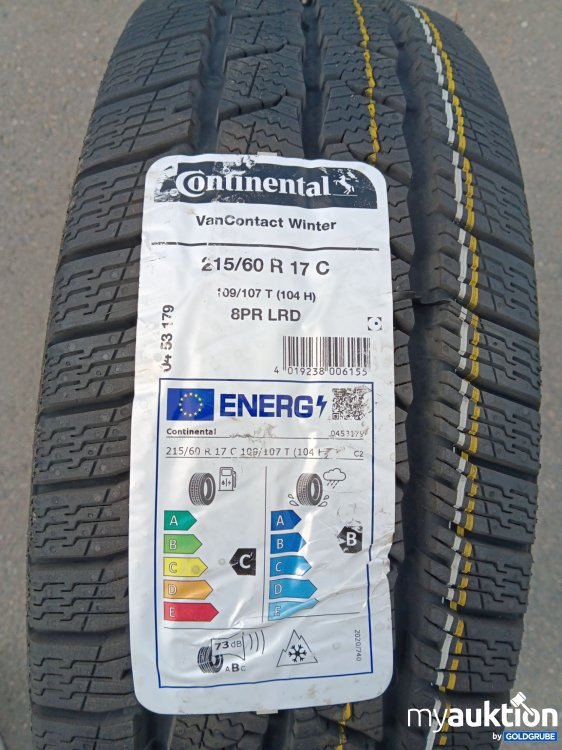 Continental
VanContact Winter
215/60 R 17 C
109/107 T (104 H)
8PR LRD
04 53 179
4 019238 006155
ENERG
Continental 0453179
215/60 R 17 C 109/107 T (104 H) C2
A
B
C
D
E
C
A
B
C
D
E
B
73 dB
ABC
2020/740
myauktion
by GOLDGRUBE